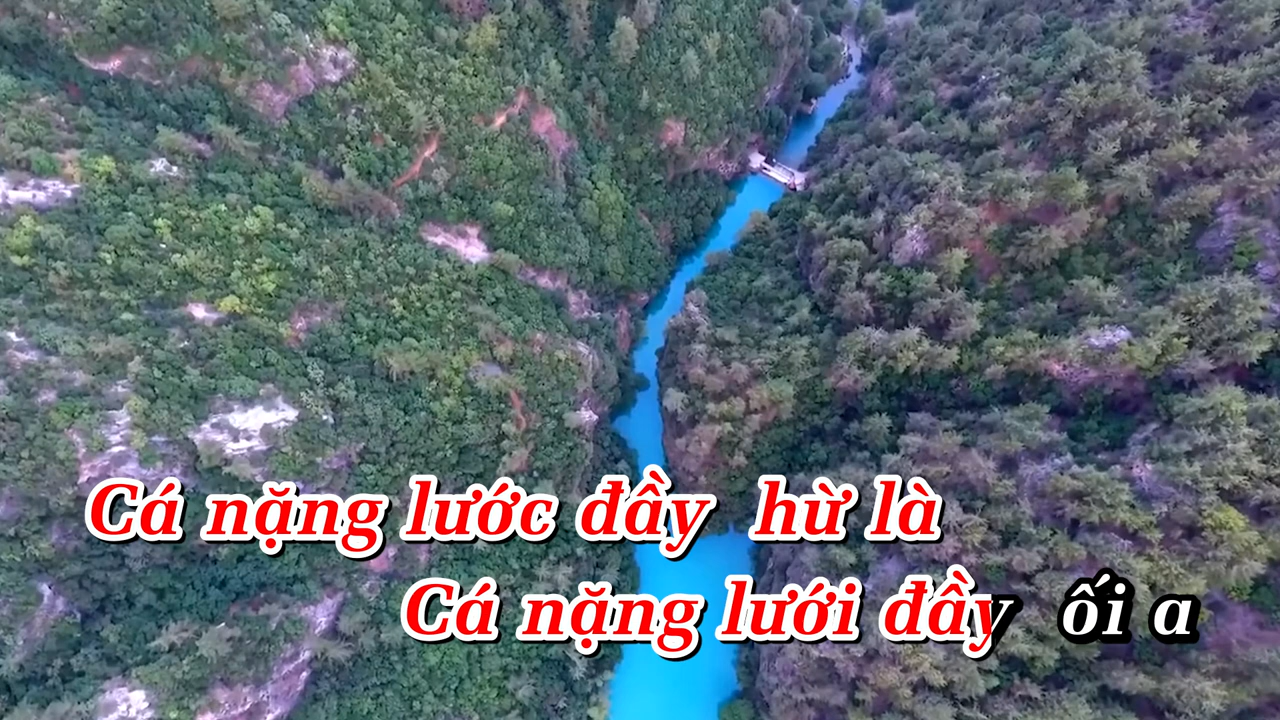 Cá nặng lước đầy hừ là
Cá nặng lưới đầy ối a